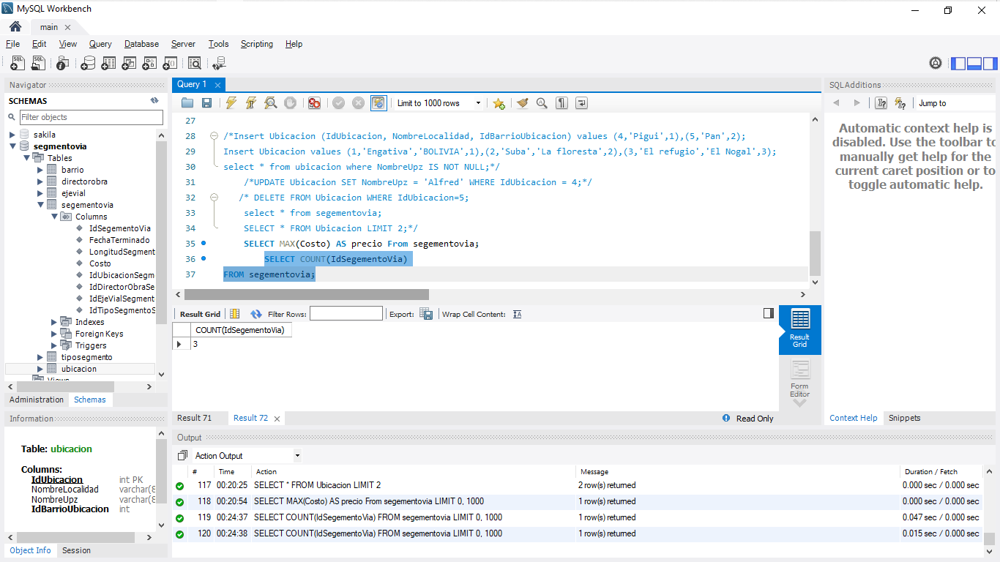 MySQL Workbench
main
File Edit View Query Database Server Tools Scripting Help
Navigator
SCHEMAS
Filter objects
sakila
segmentovia
Tables
barrio
directorobra
ejevial
segementovia
Columns
IdSegementoVia
FechaTerminado
LongitudSegment
Costo
IdUbicacionSegm
IdDirectorObraSe
IdEjeVialSegment
IdTipoSegmentoS
Indexes
Foreign Keys
Triggers
tiposegmento
ubicacion
Views
Administration Schemas
Information
Table: ubicacion
Columns:
IdUbicacion int PK
NombreLocalidad varchar(8
NombreUpz varchar(8
IdBarrioUbicacion int
Object Info Session
Query 1
Limit to 1000 rows
27
28 /*Insert Ubicacion (IdUbicacion, NombreLocalidad, IdBarrioUbicacion) values (4,'Pigui',1),(5,'Pan',2);
29 Insert Ubicacion values (1,'Engativa','BOLIVIA',1),(2,'Suba','La floresta',2),(3,'El refugio','El Nogal',3);
30 select * from ubicacion where NombreUpz IS NOT NULL;*/
31 /*UPDATE Ubicacion SET NombreUpz = 'Alfred' WHERE IdUbicacion = 4;*/
32 /* DELETE FROM Ubicacion WHERE IdUbicacion=5;
33 select * from segementovia;
34 SELECT * FROM Ubicacion LIMIT 2;*/
35 SELECT MAX(Costo) AS precio From segementovia;
36 SELECT COUNT(IdSegementoVia)
37 FROM segementovia;
Result Grid Filter Rows: Export: Wrap Cell Content:
COUNT(IdSegementoVia)
3
Result Grid
Form Editor
Result 71 Result 72 Read Only
SQLAdditions
Jump to
Automatic context help is
disabled. Use the toolbar to
manually get help for the
current caret position or to
toggle automatic help.
Context Help Snippets
Output
Action Output
# Time Action Message Duration / Fetch
117 00:20:25 SELECT * FROM Ubicacion LIMIT 2 2 row(s) returned 0.000 sec / 0.000 sec
118 00:20:54 SELECT MAX(Costo) AS precio From segementovia LIMIT 0, 1000 1 row(s) returned 0.000 sec / 0.000 sec
119 00:24:37 SELECT COUNT(IdSegementoVia) FROM segementovia LIMIT 0, 1000 1 row(s) returned 0.047 sec / 0.000 sec
120 00:24:38 SELECT COUNT(IdSegementoVia) FROM segementovia LIMIT 0, 1000 1 row(s) returned 0.015 sec / 0.000 sec